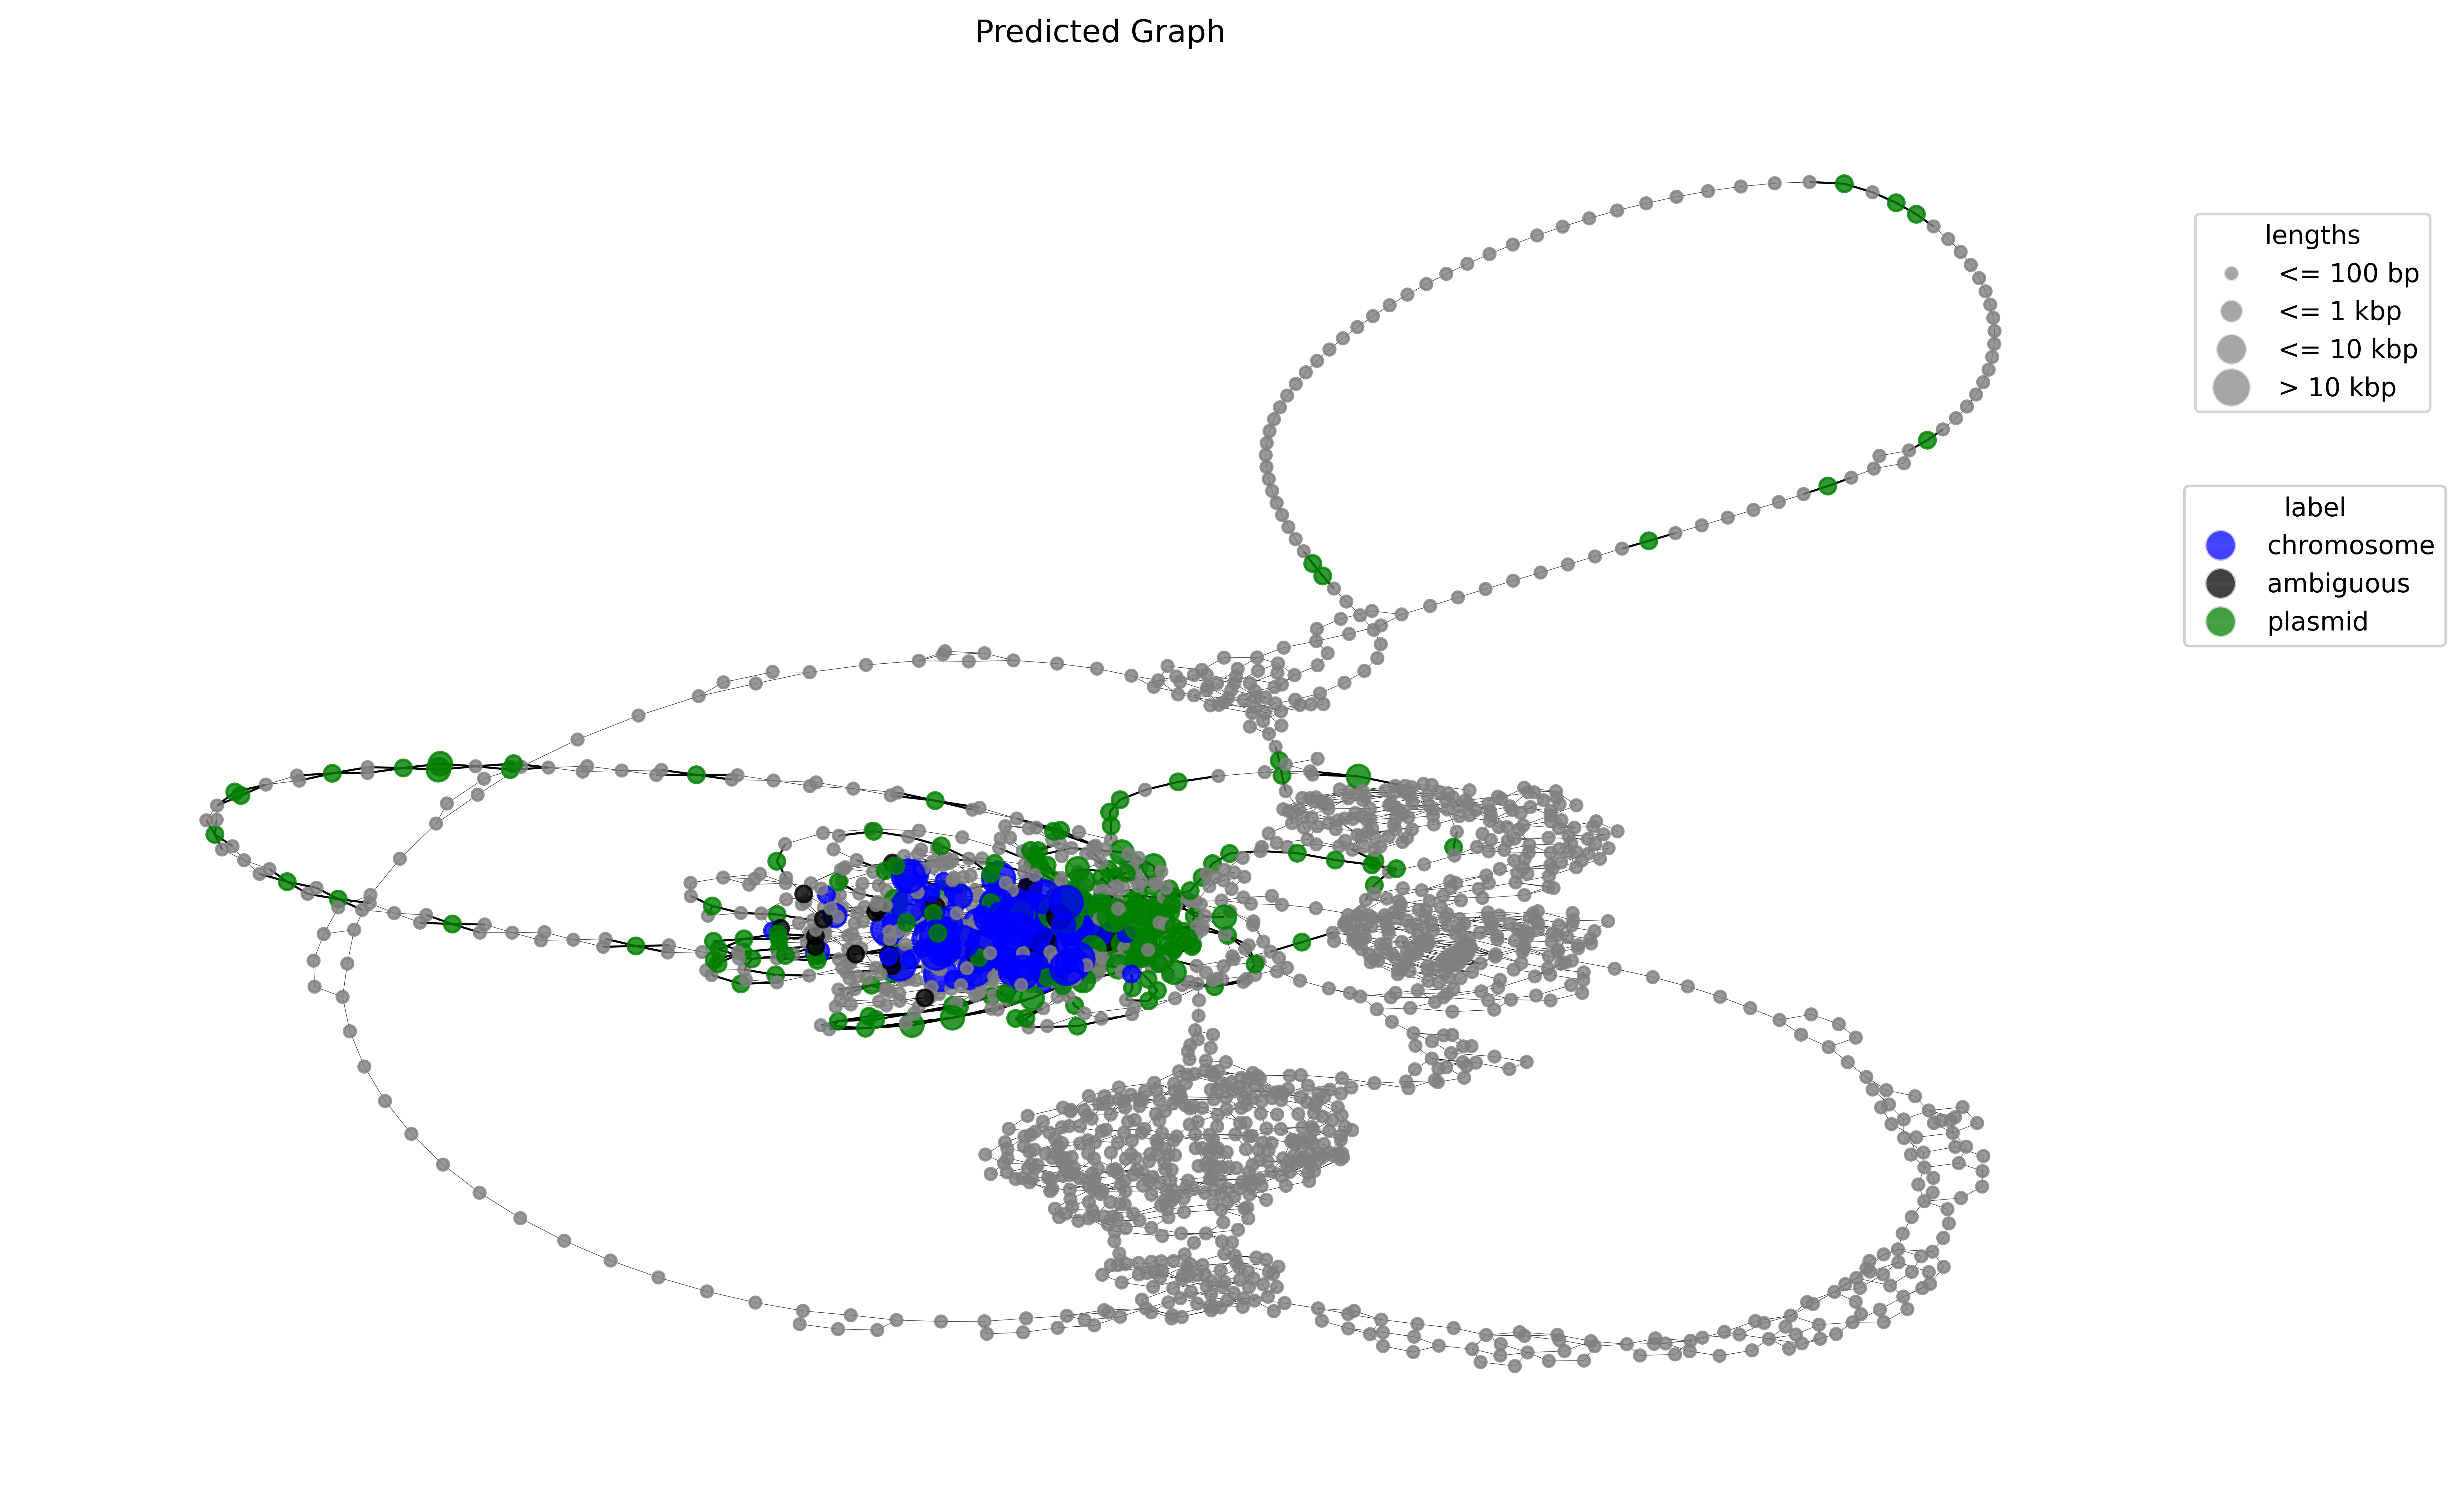 Predicted Graph
lengths
<= 100 bp
<= 1 kbp
<= 10 kbp
> 10 kbp
label
chromosome
ambiguous
plasmid